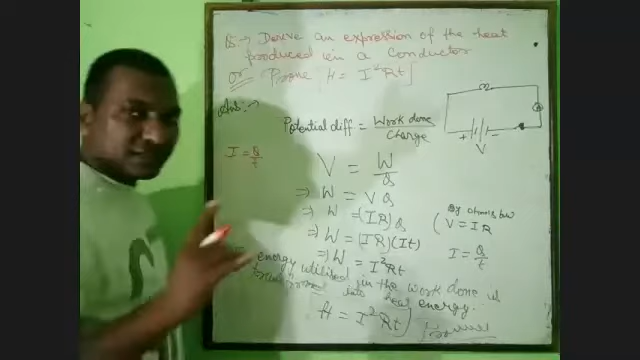 Q → Derive an expression of the heat
produced in a Conductor
or Prove H = I²Rt
Ans:-
Potential diff = Work done / Charge
I = Q/t
V = W/Q
⇒ W = VQ
⇒ W = (IR)Q
⇒ W = (IR)(It)
⇒ W = I²Rt
By ohms law
V = IR
I = Q/t
+ -
V
energy utilised in the work done is
into heat energy.
H = I²Rt